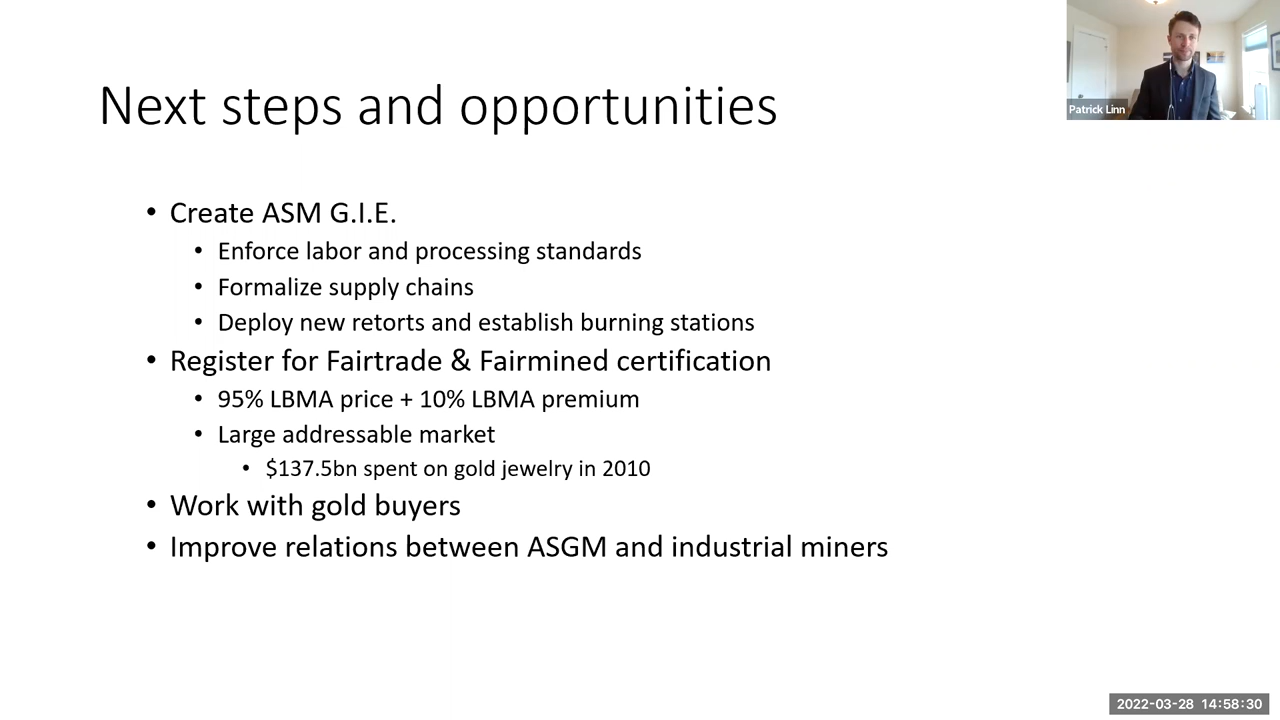 Next steps and opportunities
Patrick Linn
• Create ASM G.I.E.
• Enforce labor and processing standards
• Formalize supply chains
• Deploy new retorts and establish burning stations
• Register for Fairtrade & Fairmined certification
• 95% LBMA price + 10% LBMA premium
• Large addressable market
• $137.5bn spent on gold jewelry in 2010
• Work with gold buyers
• Improve relations between ASGM and industrial miners
2022-03-28 14:58:30